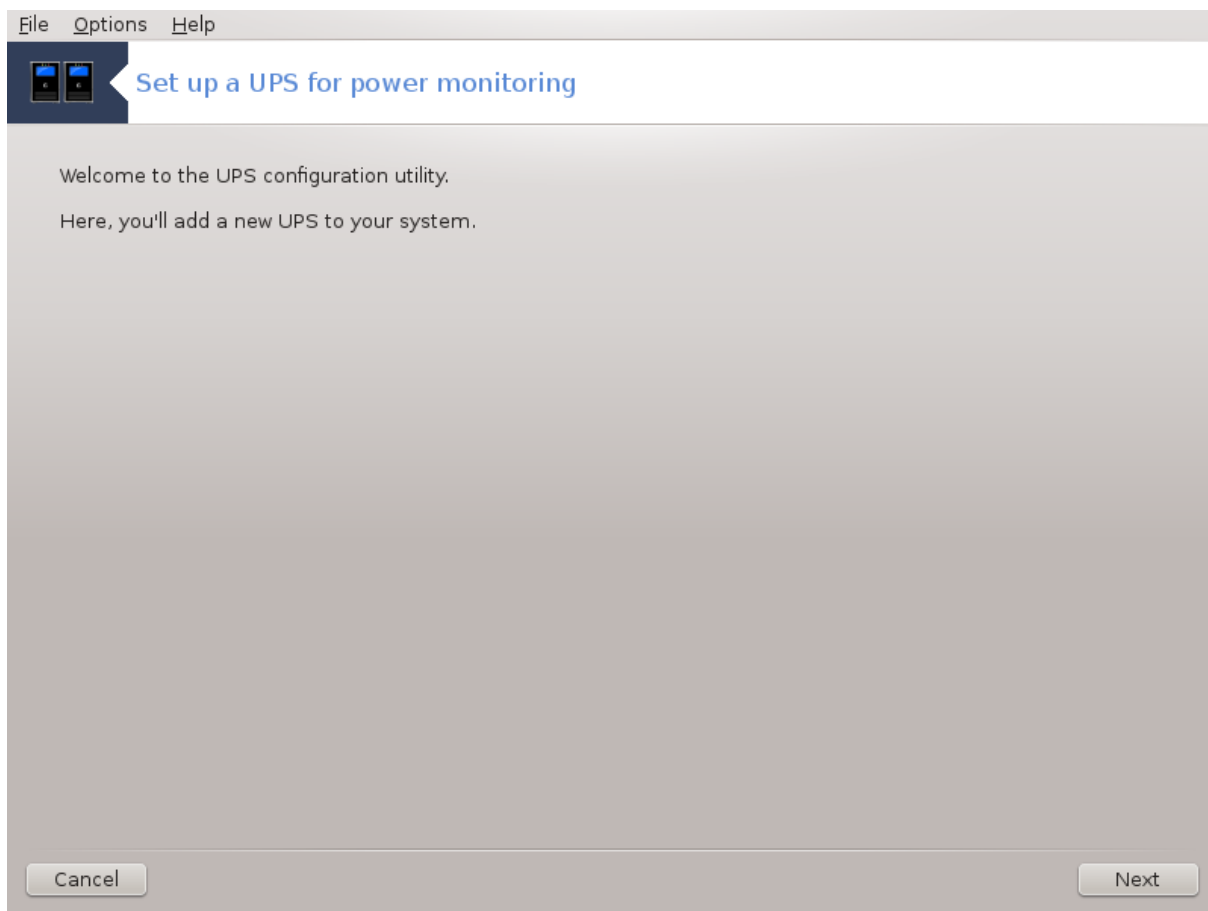 File Options Help
Set up a UPS for power monitoring
Welcome to the UPS configuration utility.
Here, you'll add a new UPS to your system.
Cancel Next